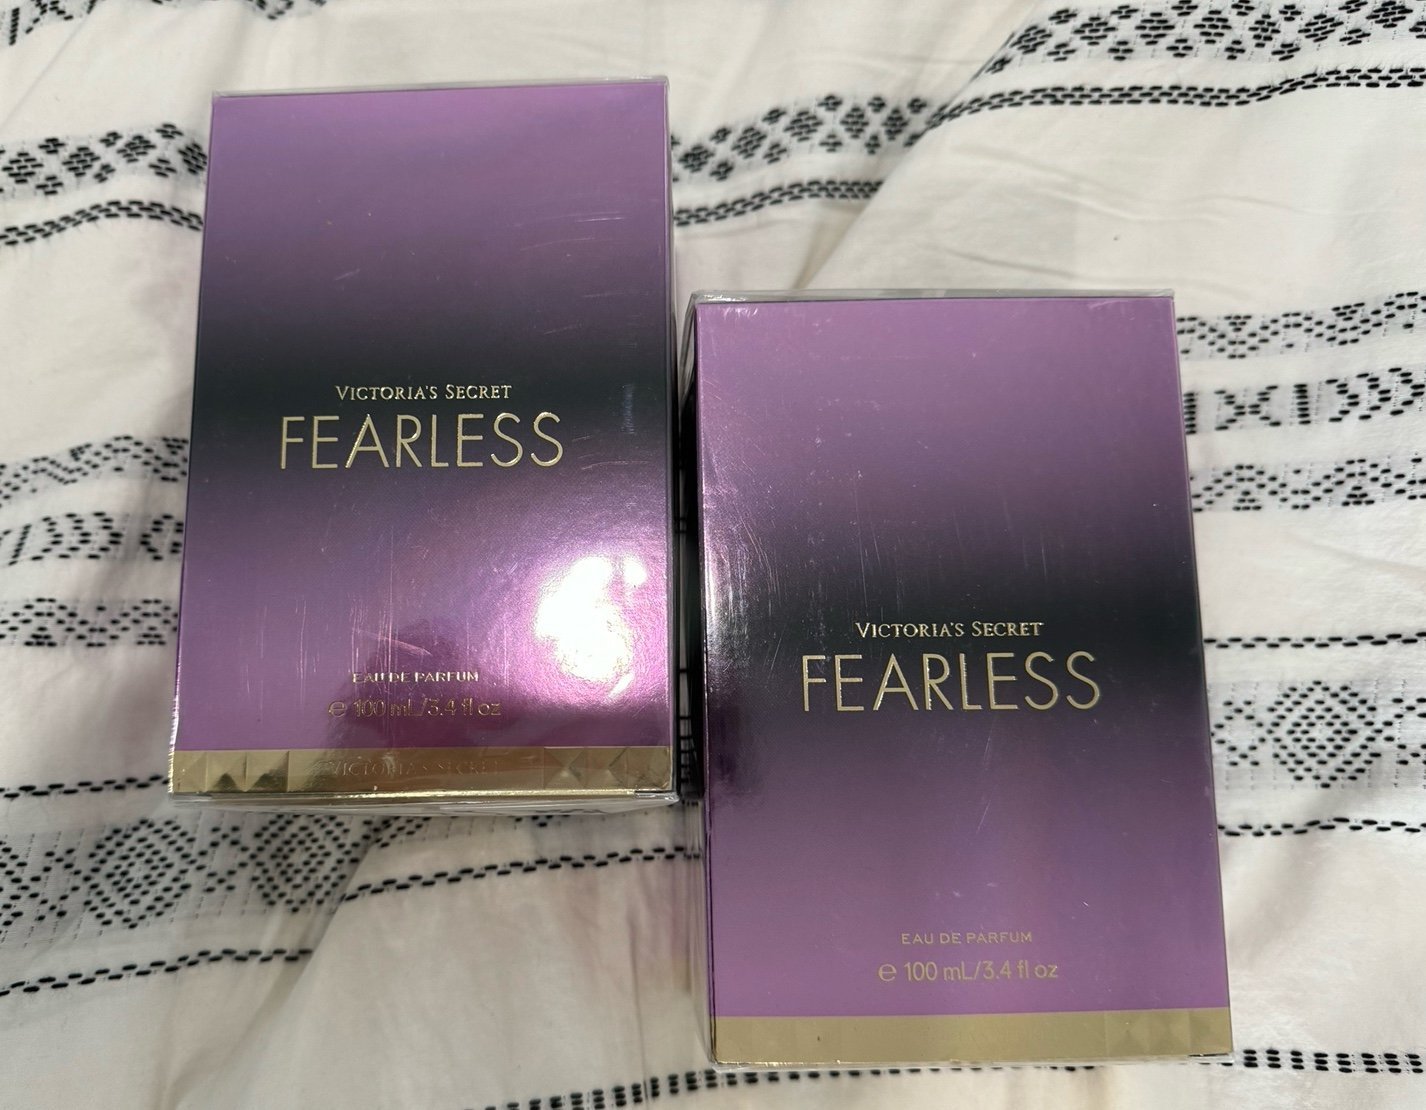 VICTORIA'S SECRET
FEARLESS
EAU DE PARFUM
℮ 100 mL/3.4 fl oz
VICTORIA'S SECRET
VICTORIA'S SECRET
FEARLESS
EAU DE PARFUM
℮ 100 mL/3.4 fl oz